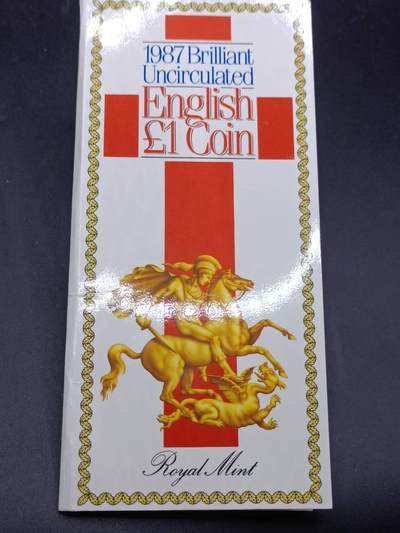 1987 Brilliant
Uncirculated
English
£1 Coin
Royal Mint